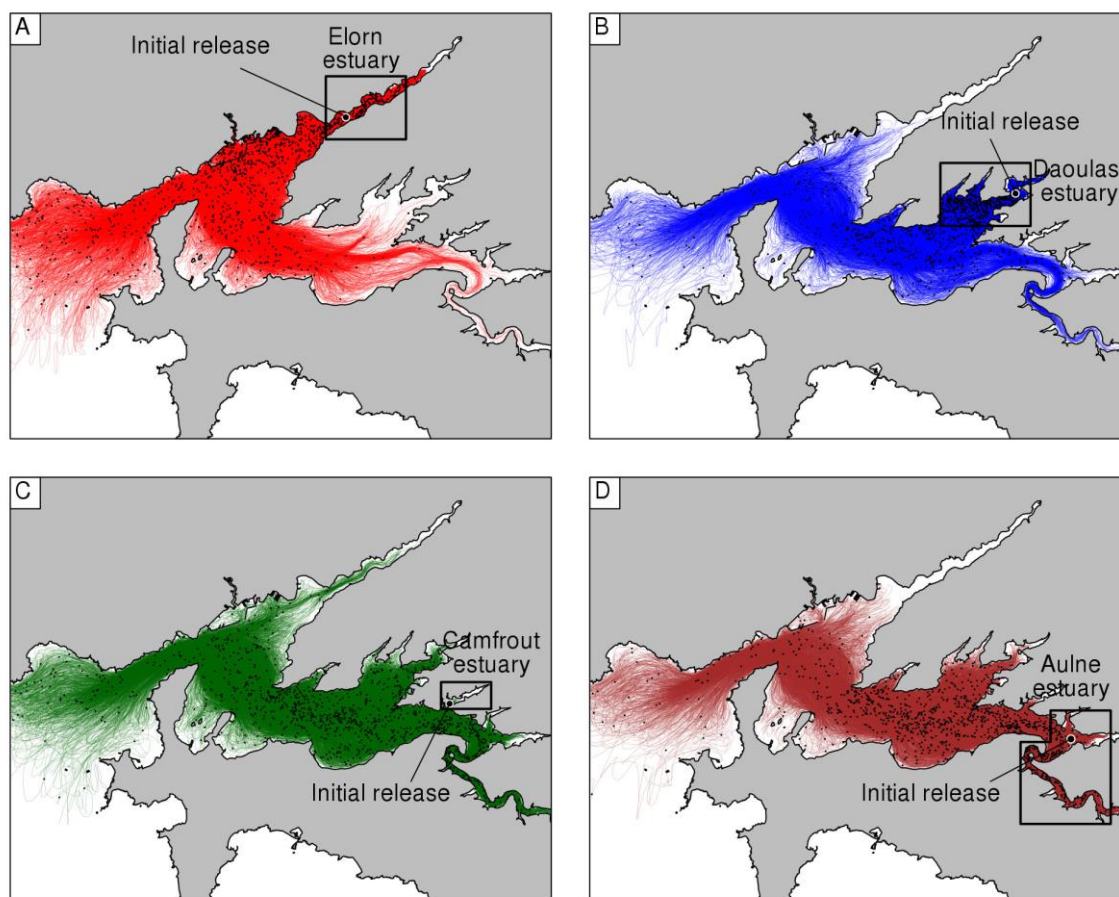 A
Initial release
Elorn
estuary
B
Initial release
Daoulas
estuary
C
Camfrout
estuary
Initial release
D
Aulne
estuary
Initial release